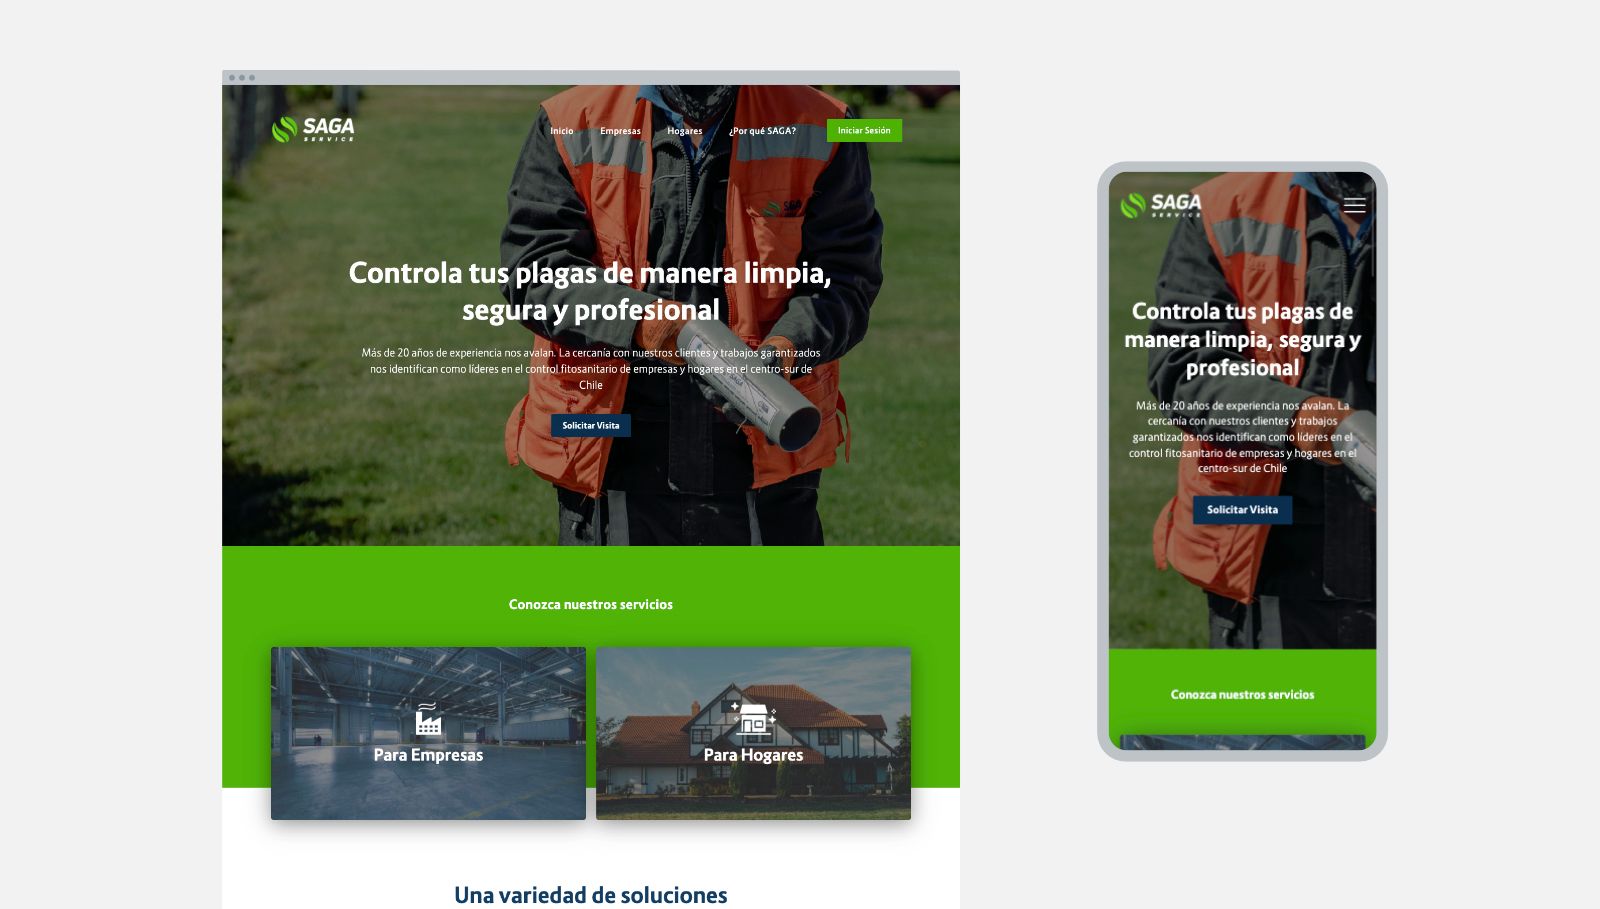 SAGA
SERVICE
Inicio
Empresas
Hogares
¿Por qué SAGA?
Iniciar Sesión
Controla tus plagas de manera limpia,
segura y profesional
Más de 20 años de experiencia nos avalan. La cercanía con nuestros clientes y trabajos garantizados
nos identifican como líderes en el control fitosanitario de empresas y hogares en el centro-sur de
Chile
Solicitar Visita
Conozca nuestros servicios
Para Empresas
Para Hogares
Una variedad de soluciones
SAGA
SERVICE
Controla tus plagas de
manera limpia, segura y
profesional
Más de 20 años de experiencia nos avalan. La
cercanía con nuestros clientes y trabajos
garantizados nos identifican como líderes en el
control fitosanitario de empresas y hogares en el
centro-sur de Chile
Solicitar Visita
Conozca nuestros servicios